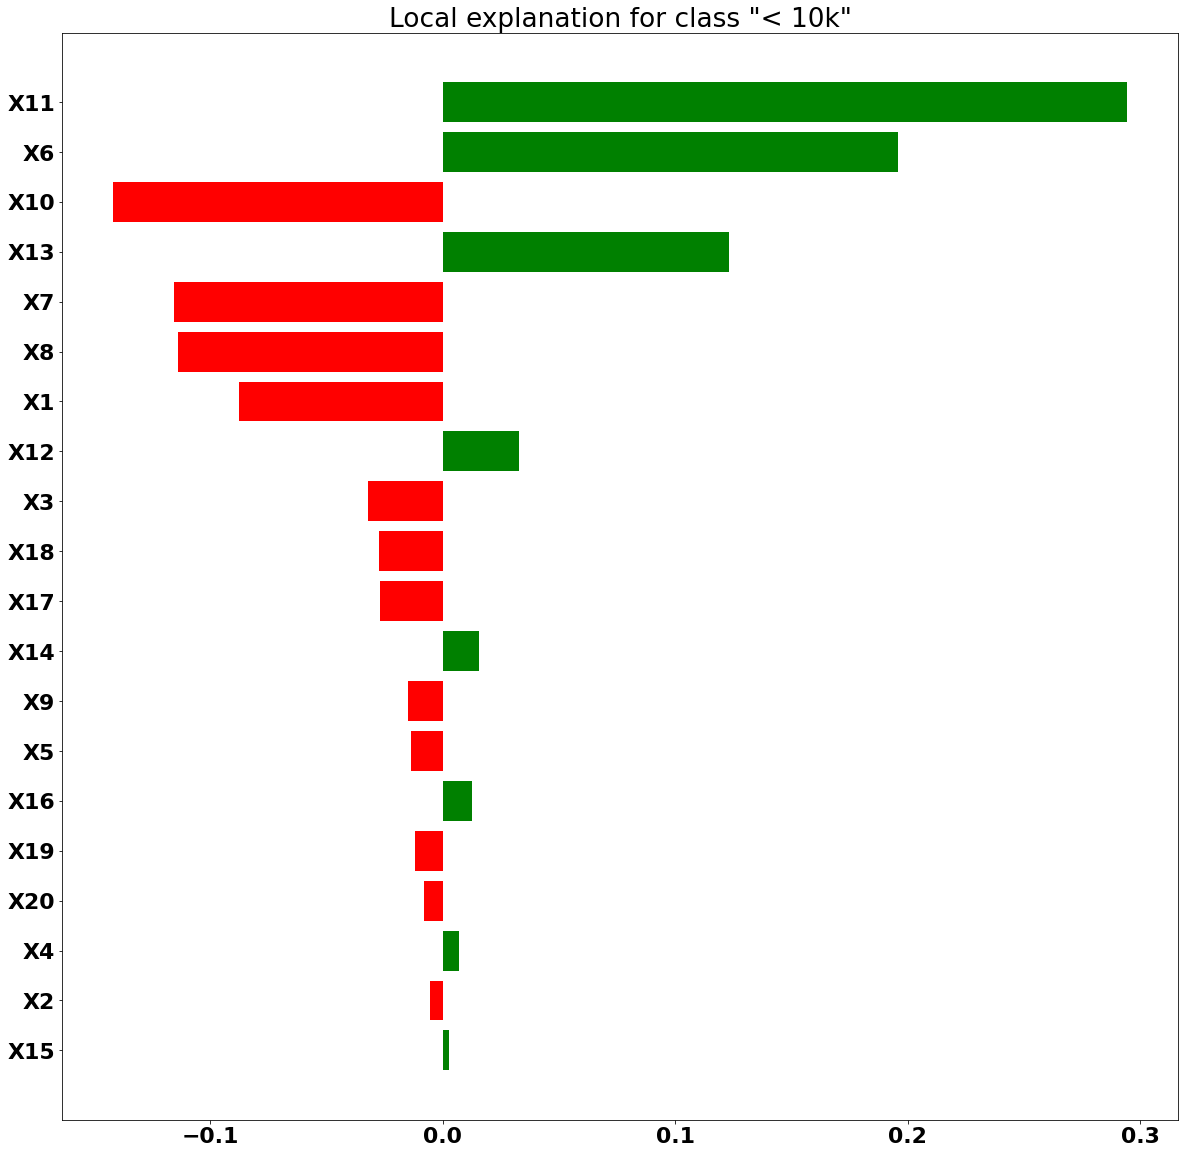 Local explanation for class "< 10k"
X11
X6
X10
X13
X7
X8
X1
X12
X3
X18
X17
X14
X9
X5
X16
X19
X20
X4
X2
X15
−0.1 0.0 0.1 0.2 0.3